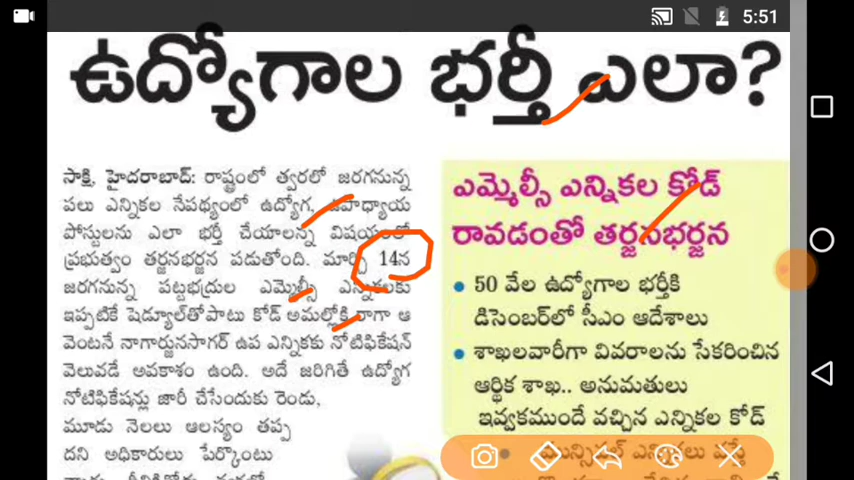 5:51
ఉద్యోగాల భర్తీ ఎలా?
సాక్షి, హైదరాబాద్: రాష్ట్రంలో త్వరలో జరగనున్న
పలు ఎన్నికల నేపథ్యంలో ఉద్యోగ, ఉపాధ్యాయ
పోస్టులను ఎలా భర్తీ చేయాలన్న విషయంలో
ప్రభుత్వం తర్జనభర్జన పడుతోంది. మార్చి 14న
జరగనున్న పట్టభద్రుల ఎమ్మెల్సీ ఎన్నికలకు
ఇప్పటికే షెడ్యూల్‌తోపాటు కోడ్ అమల్లోకి రాగా ఆ
వెంటనే నాగార్జునసాగర్ ఉప ఎన్నికకు నోటిఫికేషన్
వెలువడే అవకాశం ఉంది. అదే జరిగితే ఉద్యోగ
నోటిఫికేషన్లు జారీ చేసేందుకు రెండు,
మూడు నెలలు ఆలస్యం తప్ప
దని అధికారులు పేర్కొంటు
ఎమ్మెల్సీ ఎన్నికల కోడ్
రావడంతో తర్జనభర్జన
• 50 వేల ఉద్యోగాల భర్తీకి
డిసెంబర్‌లో సీఎం ఆదేశాలు
• శాఖలవారీగా వివరాలను సేకరించిన
ఆర్థిక శాఖ.. అనుమతులు
ఇవ్వకముందే వచ్చిన ఎన్నికల కోడ్
• మున్సిపల్ ఎన్నికలు వస్తే